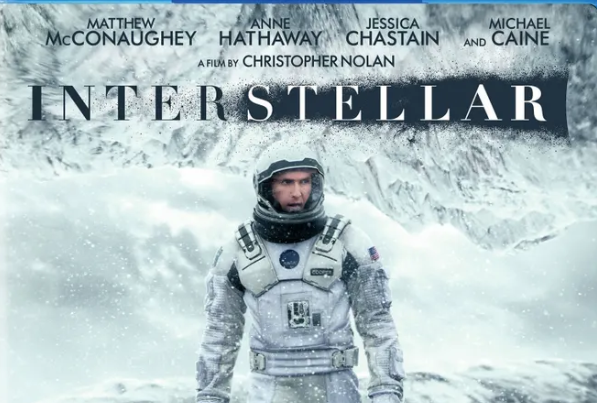 MATTHEW ANNE JESSICA MICHAEL
McCONAUGHEY HATHAWAY CHASTAIN AND CAINE
A FILM BY CHRISTOPHER NOLAN
INTERSTELLAR